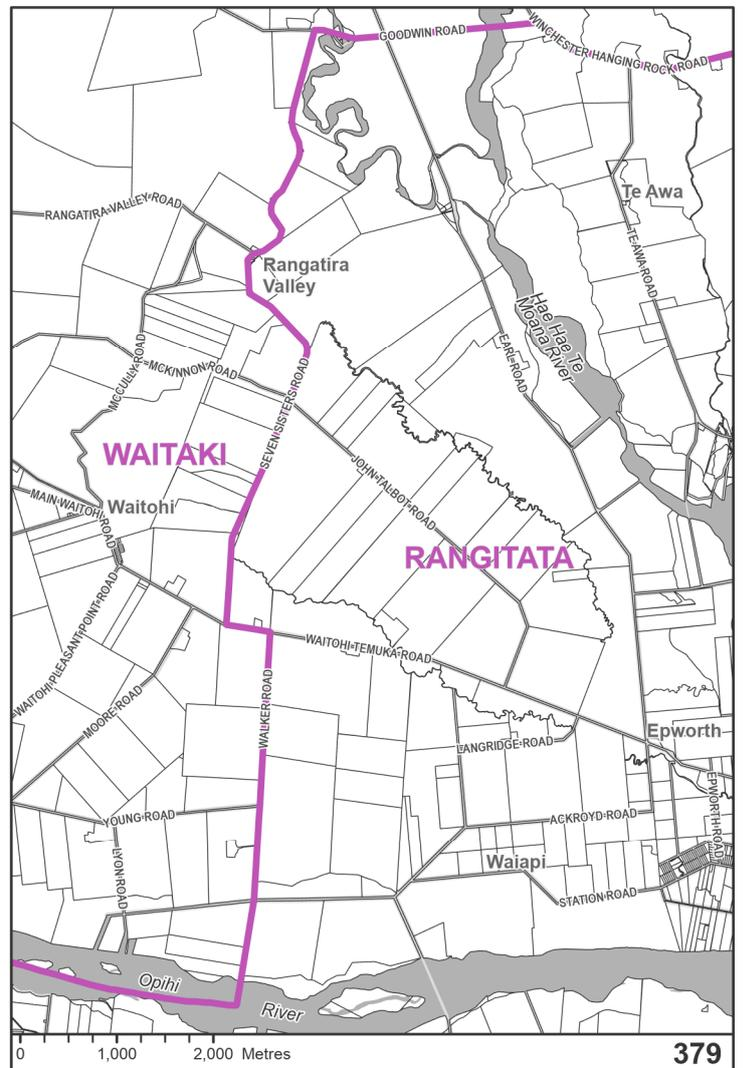 GOODWIN ROAD
WINCHESTER HANGING ROCK ROAD
Te Awa
RANGATIRA VALLEY ROAD
TE AWA ROAD
Rangatira
Valley
Hae Hae Te
Moana River
EARL ROAD
MCCULLY ROAD
MCKINNON ROAD
SEVEN SISTERS ROAD
WAITAKI
JOHN TALBOT ROAD
MAIN WAITOHI ROAD
Waitohi
RANGITATA
WAITOHI PLEASANT POINT ROAD
WAITOHI TEMUKA ROAD
MOORE ROAD
WALKER ROAD
LANGRIDGE ROAD
Epworth
EPWORTH ROAD
YOUNG ROAD
ACKROYD ROAD
LYON ROAD
Waiapi
STATION ROAD
Opihi
River
0 1,000 2,000 Metres
379